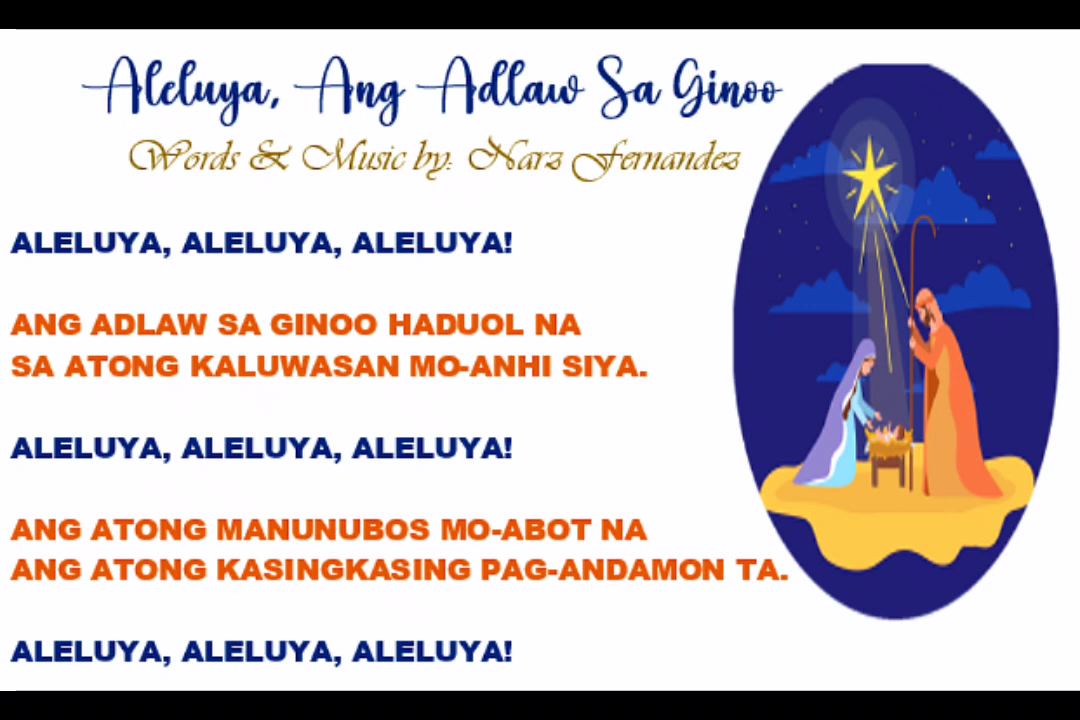 Aleluya, Ang Adlaw Sa Ginoo
Words & Music by: Narz Fernandez
ALELUYA, ALELUYA, ALELUYA!
ANG ADLAW SA GINOO HADUOL NA
SA ATONG KALUWASAN MO-ANHI SIYA.
ALELUYA, ALELUYA, ALELUYA!
ANG ATONG MANUNUBOS MO-ABOT NA
ANG ATONG KASINGKASING PAG-ANDAMON TA.
ALELUYA, ALELUYA, ALELUYA!